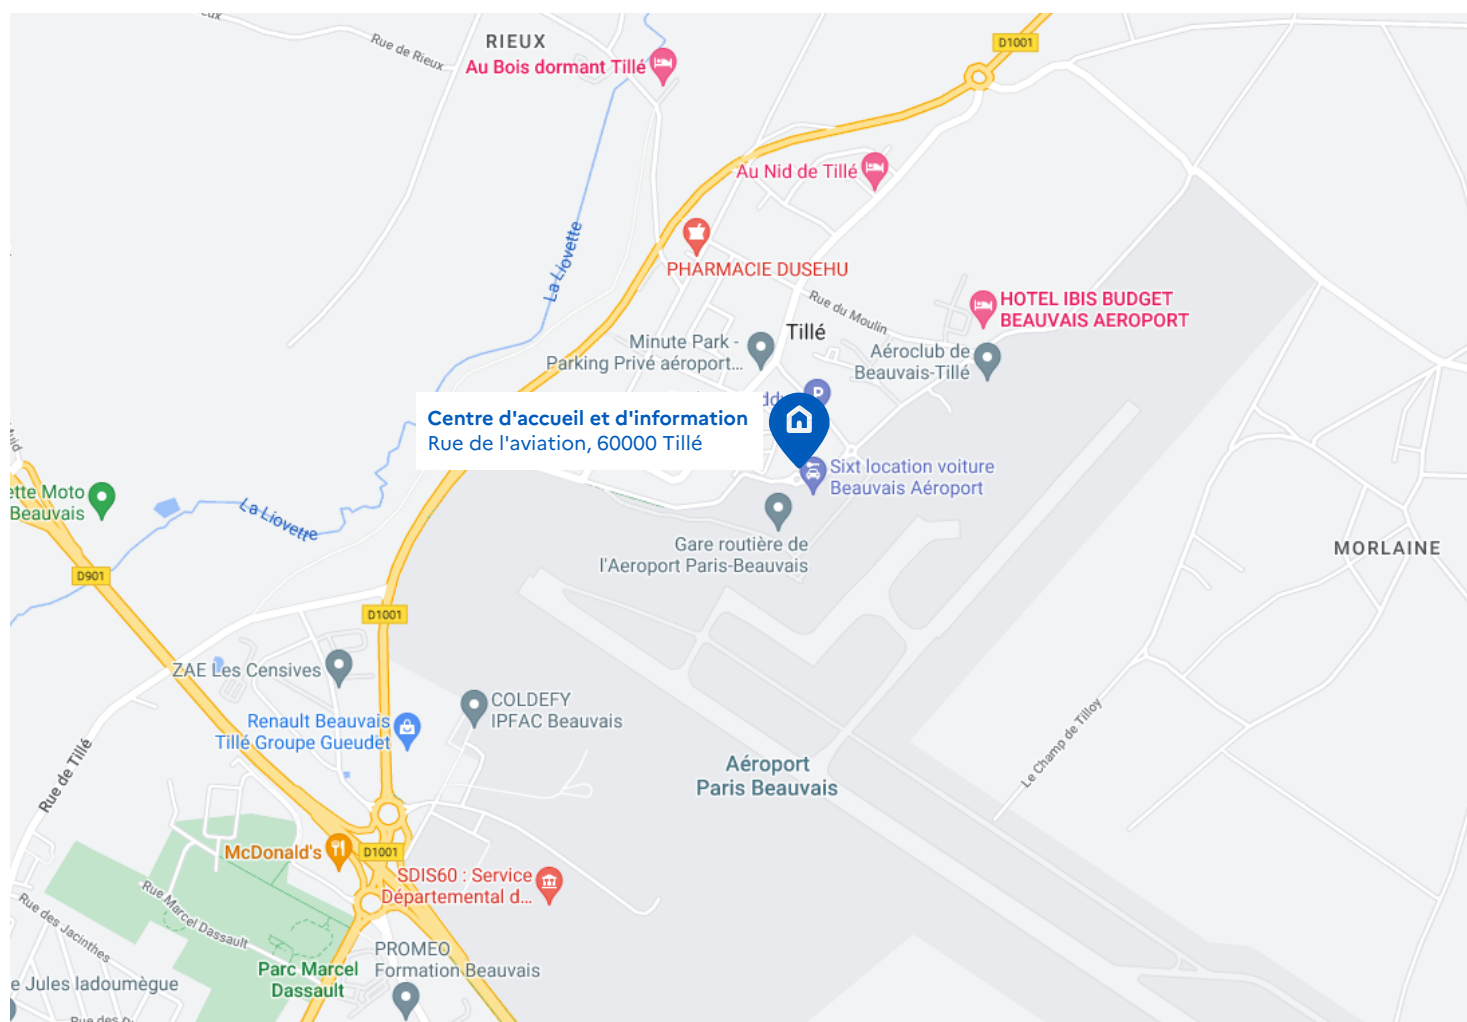 Rue de Rieux
RIEUX
Au Bois dormant Tillé
D1001
Au Nid de Tillé
La Liovette
PHARMACIE DUSEHU
Rue du Moulin
HOTEL IBIS BUDGET
BEAUVAIS AEROPORT
Tillé
Minute Park -
Parking Privé aéroport...
Aéroclub de
Beauvais-Tillé
P
Centre d'accueil et d'information
Rue de l'aviation, 60000 Tillé
Sixt location voiture
Beauvais Aéroport
ette Moto
Beauvais
La Liovette
Gare routière de
l'Aeroport Paris-Beauvais
MORLAINE
D901
D1001
ZAE Les Censives
COLDEFY
IPFAC Beauvais
Renault Beauvais
Tillé Groupe Gueudet
Rue de Tillé
Le Champ de Tilloy
Aéroport
Paris Beauvais
McDonald's
D1001
SDIS60 : Service
Départemental d...
Rue Marcel Dassault
Rue des Jacinthes
PROMEO
Formation Beauvais
Parc Marcel
Dassault
e Jules ladoumègue